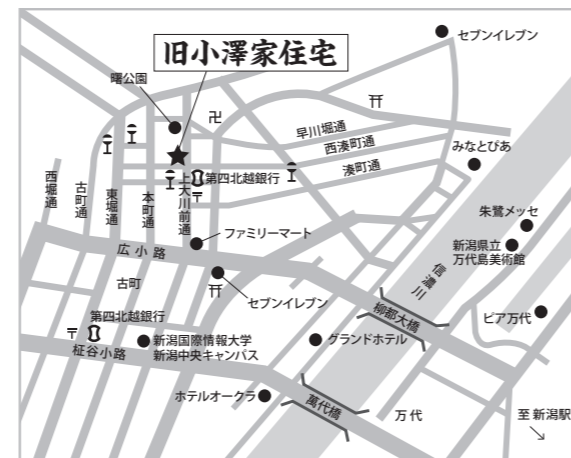 セブンイレブン
旧小澤家住宅
曙公園
早川堀通
西湊町通
湊町通
みなとぴあ
第四北越銀行
西堀通
古町通
東堀通
本町通
上大川前通
朱鷺メッセ
新潟県立
万代島美術館
ファミリーマート
広小路
信濃川
古町
セブンイレブン
柳都大橋
ピア万代
第四北越銀行
新潟国際情報大学
新潟中央キャンパス
柾谷小路
グランドホテル
ホテルオークラ
萬代橋
万代
至 新潟駅